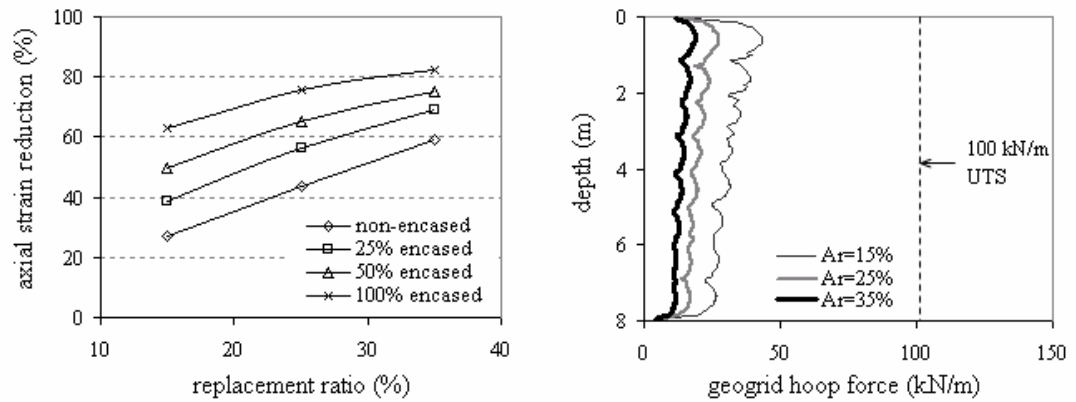 axial strain reduction (%)
100
80
60
40
20
0
10
20
30
40
replacement ratio (%)
non-encased
25% encased
50% encased
100% encased
depth (m)
0
2
4
6
8
0
50
100
150
geogrid hoop force (kN/m)
100 kN/m
UTS
Ar=15%
Ar=25%
Ar=35%